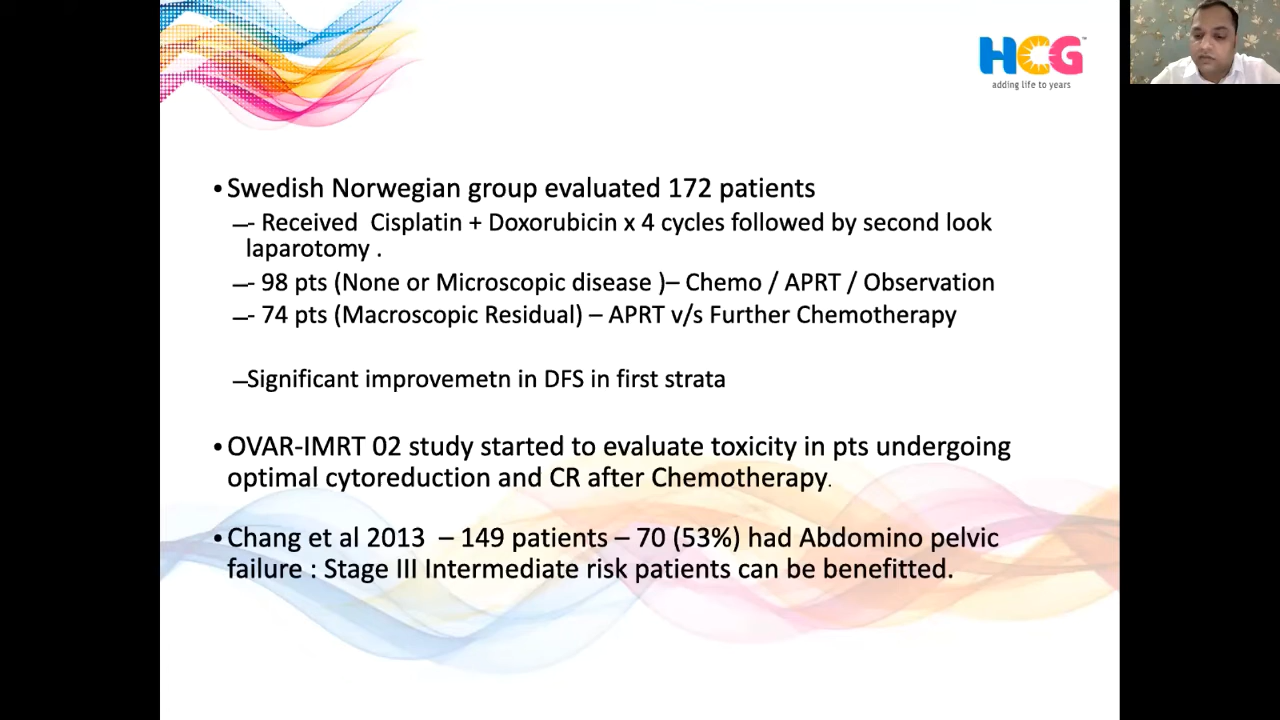 HCG™
adding life to years
• Swedish Norwegian group evaluated 172 patients
–- Received Cisplatin + Doxorubicin x 4 cycles followed by second look
laparotomy .
–- 98 pts (None or Microscopic disease )– Chemo / APRT / Observation
–- 74 pts (Macroscopic Residual) – APRT v/s Further Chemotherapy
–Significant improvemetn in DFS in first strata
• OVAR-IMRT 02 study started to evaluate toxicity in pts undergoing
optimal cytoreduction and CR after Chemotherapy.
• Chang et al 2013 – 149 patients – 70 (53%) had Abdomino pelvic
failure : Stage III Intermediate risk patients can be benefitted.